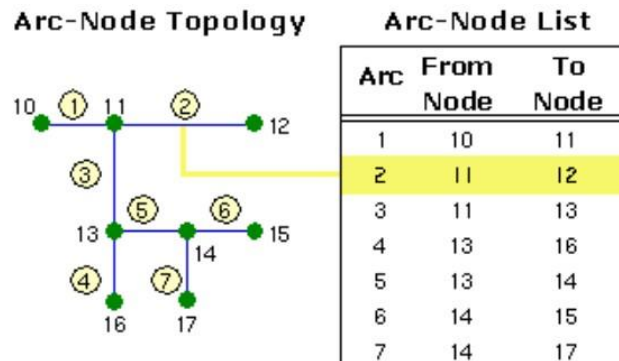 Arc-Node Topology
10 1 11 2 12
3
13 5 6 15
14
4 7
16 17
Arc-Node List
Arc From Node To Node
1 10 11
2 11 12
3 11 13
4 13 16
5 13 14
6 14 15
7 14 17